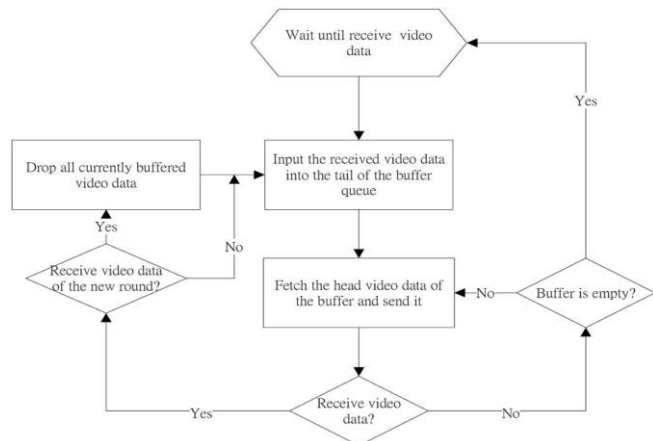 Wait until receive video
data
Yes
Drop all currently buffered
video data
Input the received video data
into the tail of the buffer
queue
Yes
No
Receive video data
of the new round?
Fetch the head video data of
the buffer and send it
No
Buffer is empty?
Yes
Receive video
data?
No